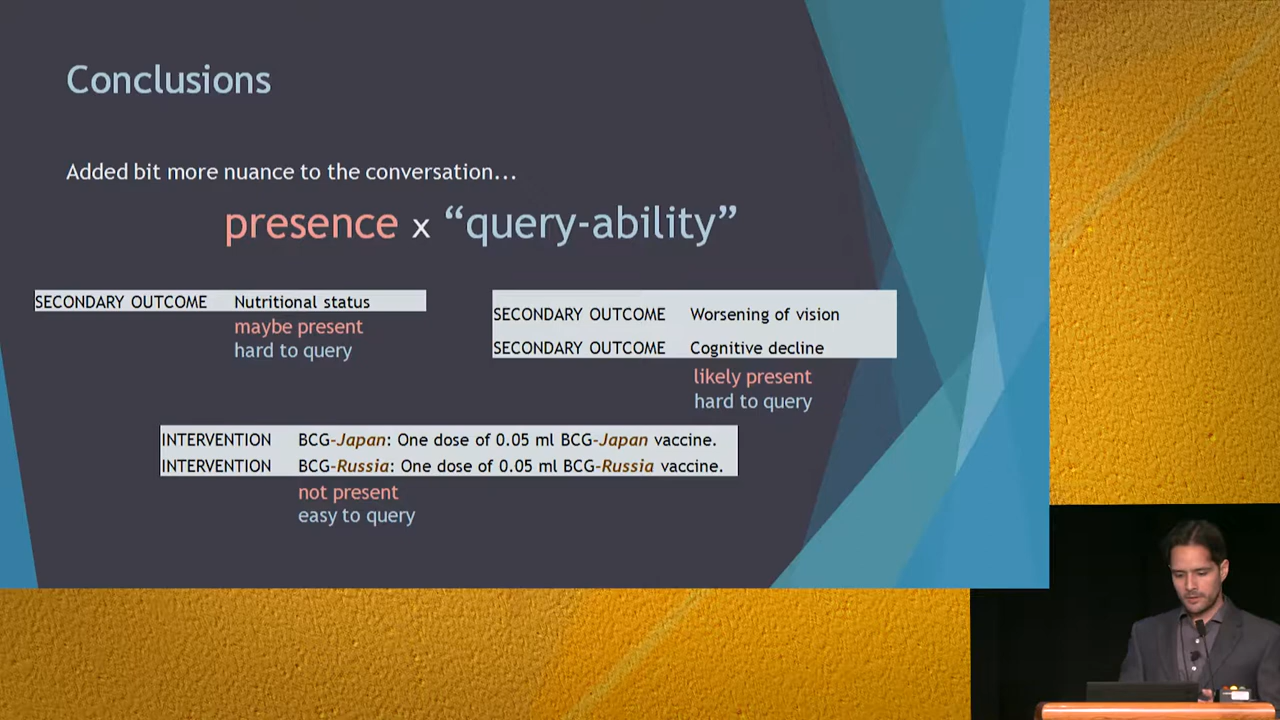 Conclusions
Added bit more nuance to the conversation...
presence x “query-ability”
SECONDARY OUTCOME Nutritional status
maybe present
hard to query
SECONDARY OUTCOME Worsening of vision
SECONDARY OUTCOME Cognitive decline
likely present
hard to query
INTERVENTION BCG-Japan: One dose of 0.05 ml BCG-Japan vaccine.
INTERVENTION BCG-Russia: One dose of 0.05 ml BCG-Russia vaccine.
not present
easy to query